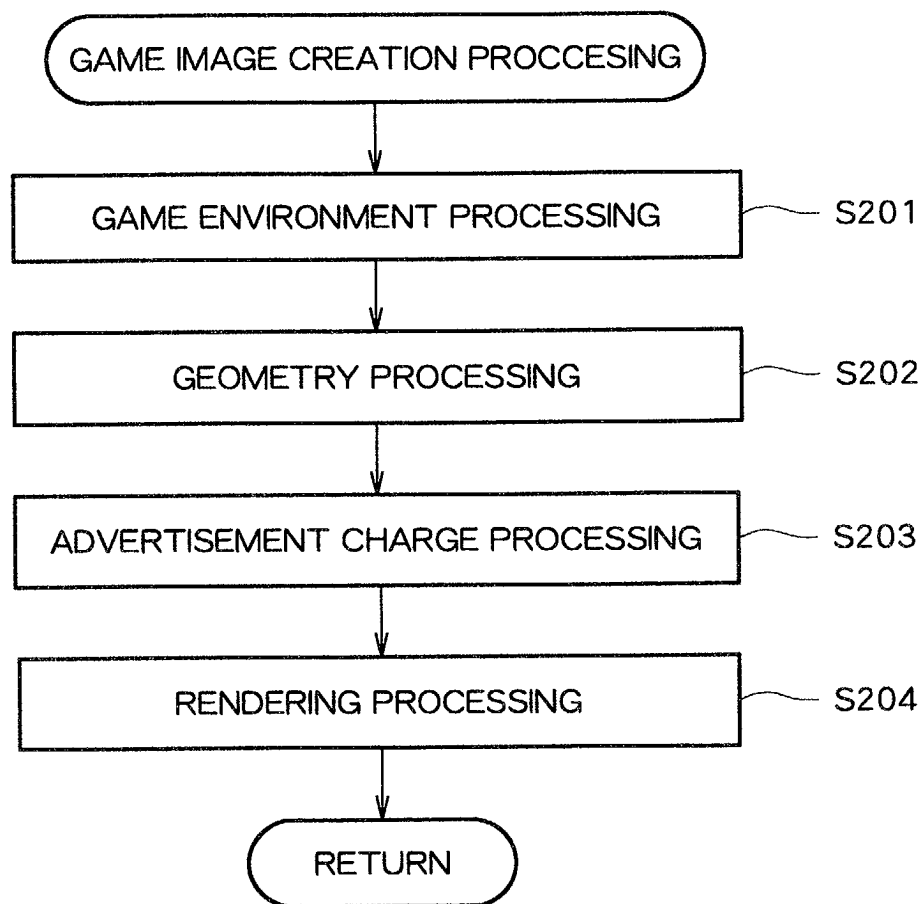 GAME IMAGE CREATION PROCCESING
GAME ENVIRONMENT PROCESSING
S201
GEOMETRY PROCESSING
S202
ADVERTISEMENT CHARGE PROCESSING
S203
RENDERING PROCESSING
S204
RETURN